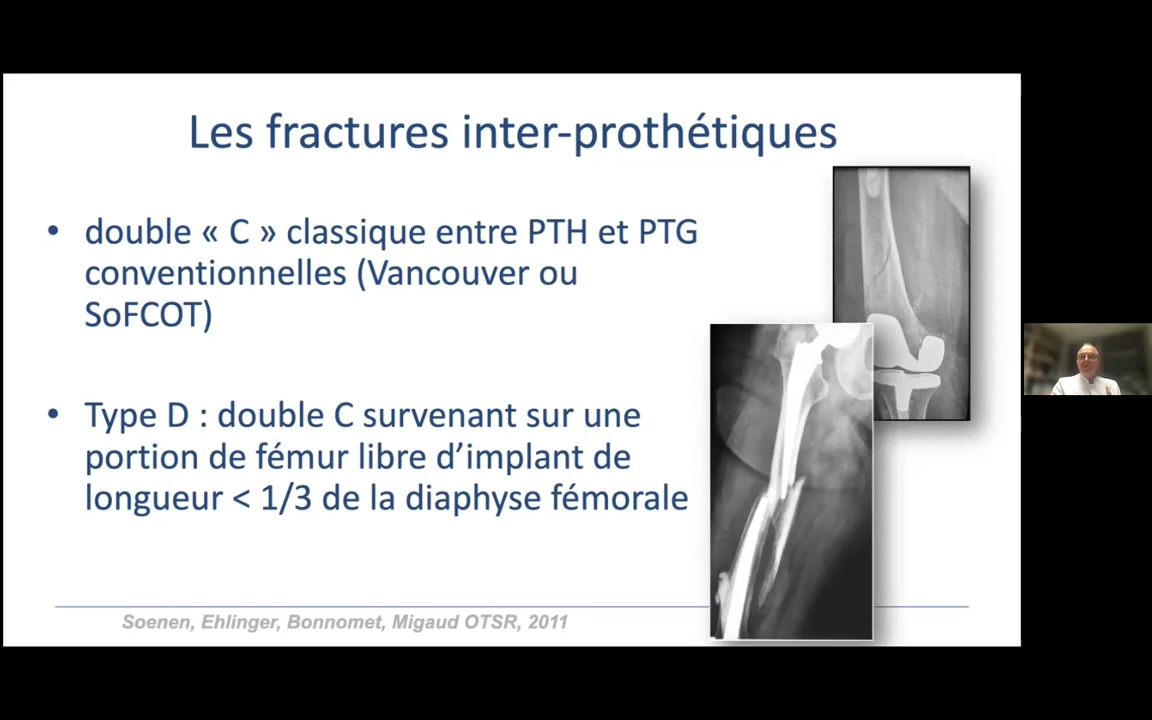 Les fractures inter-prothétiques
• double « C » classique entre PTH et PTG
conventionnelles (Vancouver ou
SoFCOT)
• Type D : double C survenant sur une
portion de fémur libre d’implant de
longueur < 1/3 de la diaphyse fémorale
Soenen, Ehlinger, Bonnomet, Migaud OTSR, 2011